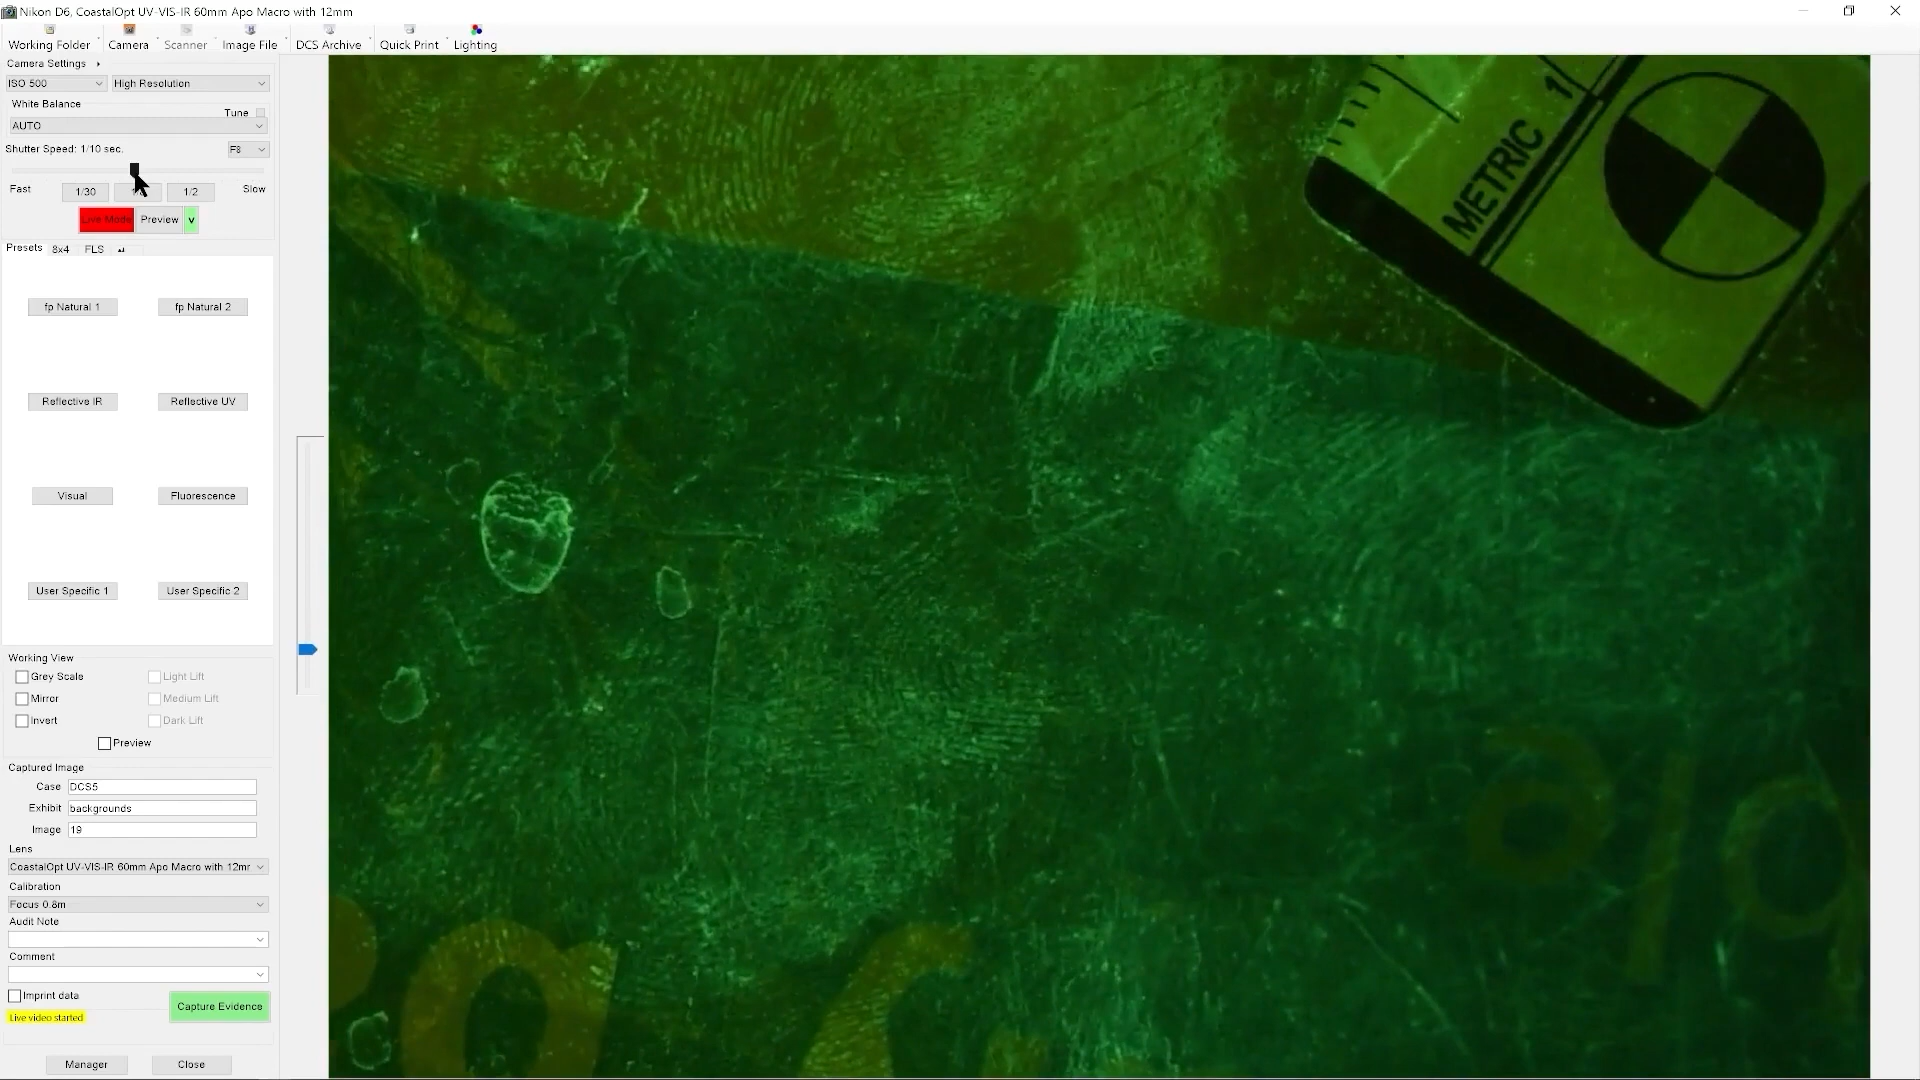 Nikon D6, CoastalOpt UV-VIS-IR 60mm Apo Macro with 12mm
Working Folder Camera Scanner Image File DCS Archive Quick Print Lighting
Camera Settings
ISO 500 High Resolution
White Balance
Tune
AUTO
Shutter Speed: 1/10 sec. F8
Fast 1/30 1/2 Slow
Live Mode Preview v
Presets 8x4 FLS
fp Natural 1 fp Natural 2
Reflective IR Reflective UV
Visual Fluorescence
User Specific 1 User Specific 2
Working View
Grey Scale Light Lift
Mirror Medium Lift
Invert Dark Lift
Preview
Captured Image
Case DCS5
Exhibit backgrounds
Image 19
Lens
CoastalOpt UV-VIS-IR 60mm Apo Macro with 12mr
Calibration
Focus 0.8m
Audit Note
Comment
Imprint data
Capture Evidence
Live video started
Manager Close
METRIC 1